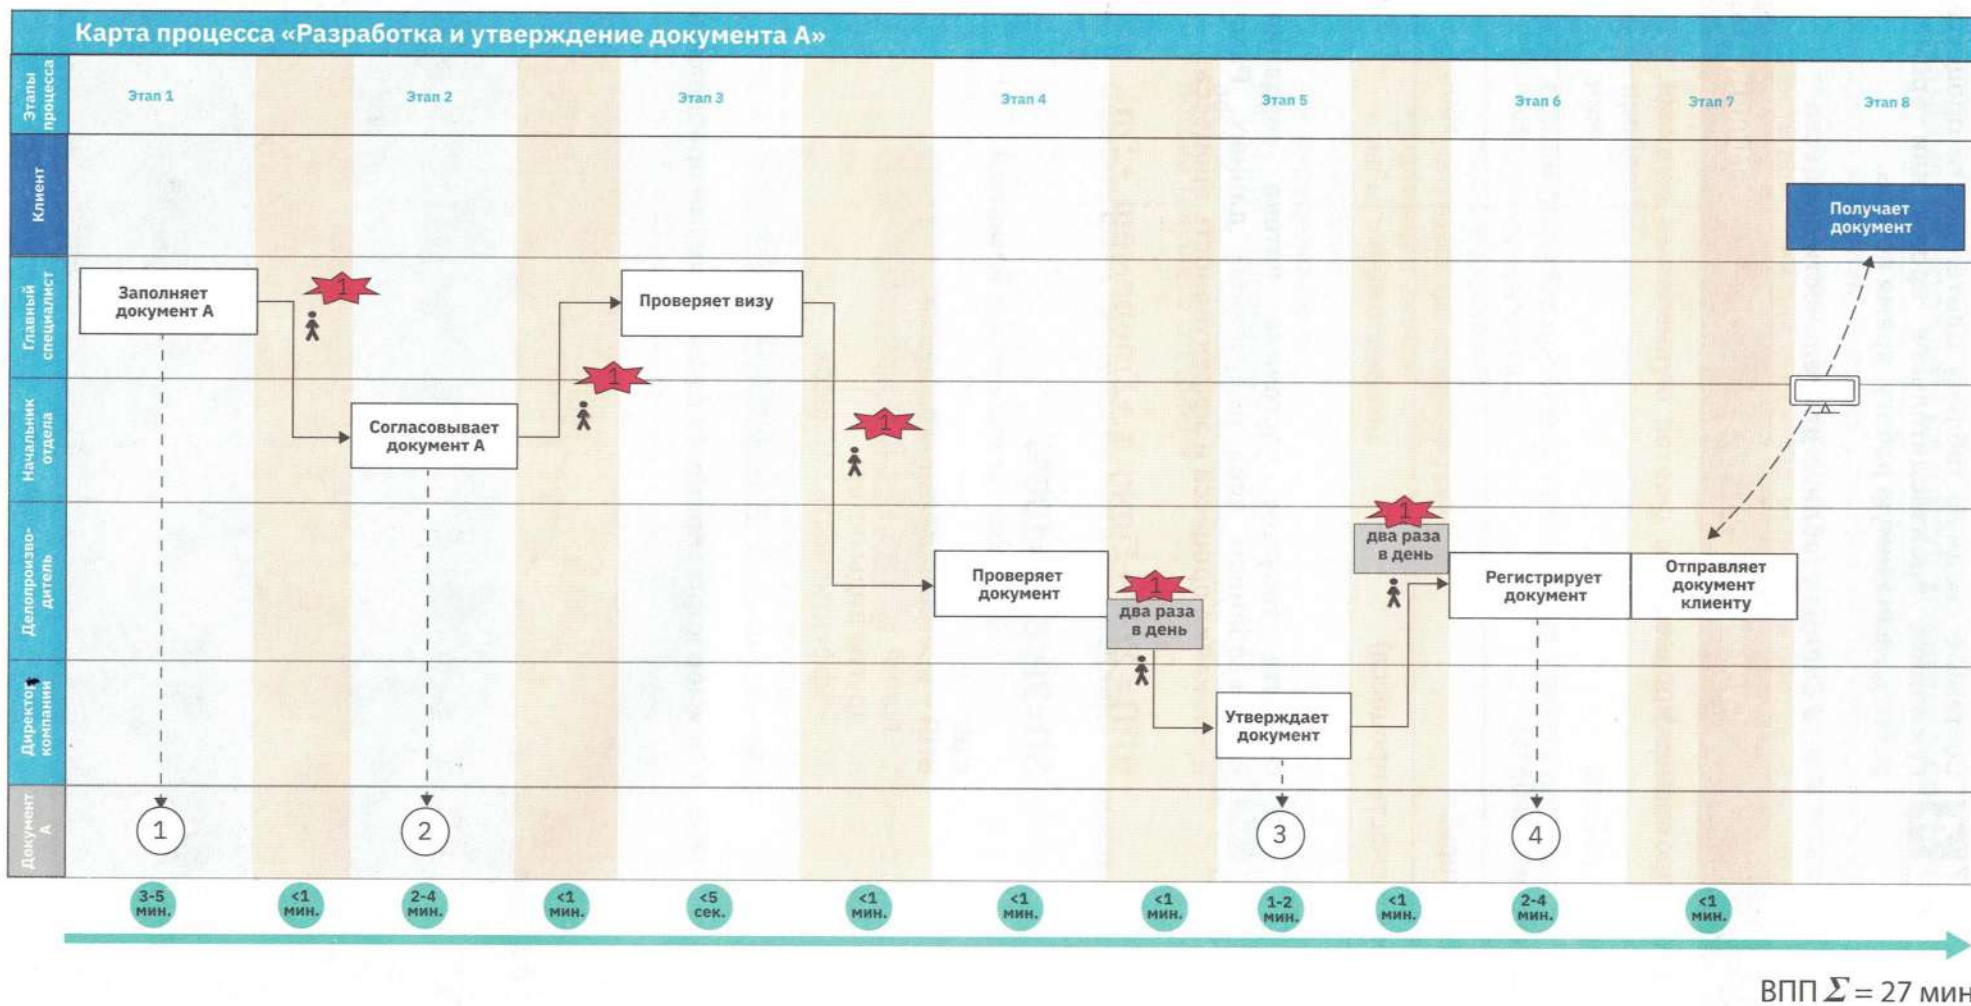 Карта процесса «Разработка и утверждение документа А»
Этапы
процесса
Этап 1
Этап 2
Этап 3
Этап 4
Этап 5
Этап 6
Этап 7
Этап 8
Клиент
Получает
документ
Главный
специалист
Заполняет
документ А
1
Проверяет визу
1
Начальник
отдела
Согласовывает
документ А
1
Делопроизво-
дитель
Проверяет
документ
1
два раза
в день
1
два раза
в день
Регистрирует
документ
Отправляет
документ
клиенту
Директор
компании
Утверждает
документ
Документ
А
1
2
3
4
3-5
мин.
<1
мин.
2-4
мин.
<1
мин.
<5
сек.
<1
мин.
<1
мин.
<1
мин.
1-2
мин.
<1
мин.
2-4
мин.
<1
мин.
ВПП Σ = 27 мин